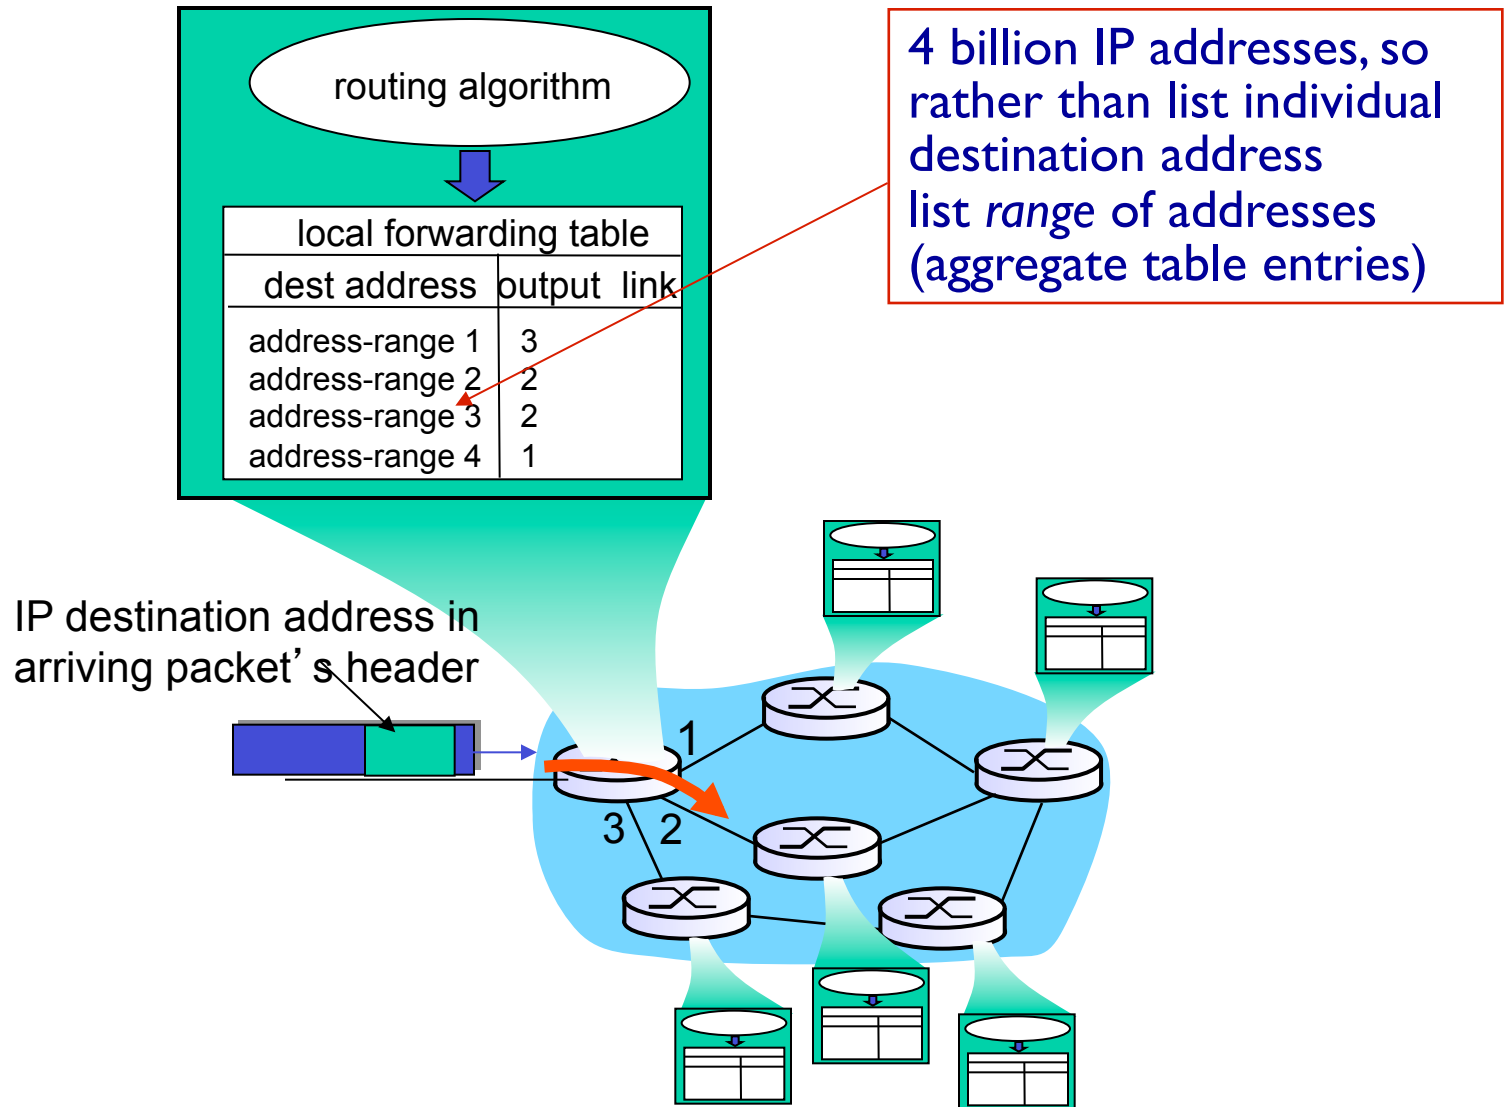 routing algorithm
local forwarding table
dest address output link
address-range 1 3
address-range 2 2
address-range 3 2
address-range 4 1
4 billion IP addresses, so
rather than list individual
destination address
list range of addresses
(aggregate table entries)
IP destination address in
arriving packet’s header
1
3 2